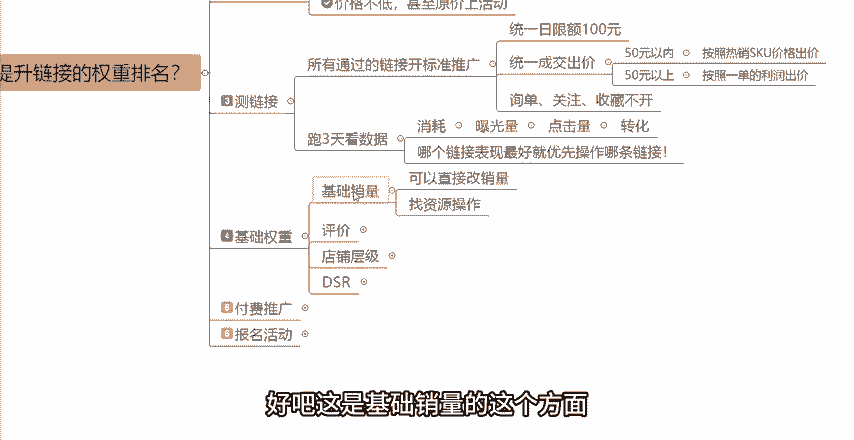 价格不低，甚至原价上活动
提升链接的权重排名？
3 测链接
所有通过的链接开标准推广
统一日限额100元
统一成交出价
50元以内
按照热销SKU价格出价
50元以上
按照一单的利润出价
询单、关注、收藏不开
跑3天看数据
消耗
曝光量
点击量
转化
哪个链接表现最好就优先操作哪条链接！
4 基础权重
基础销量
可以直接改销量
找资源操作
评价
店铺层级
DSR
5 付费推广
6 报名活动
好吧这是基础销量的这个方面